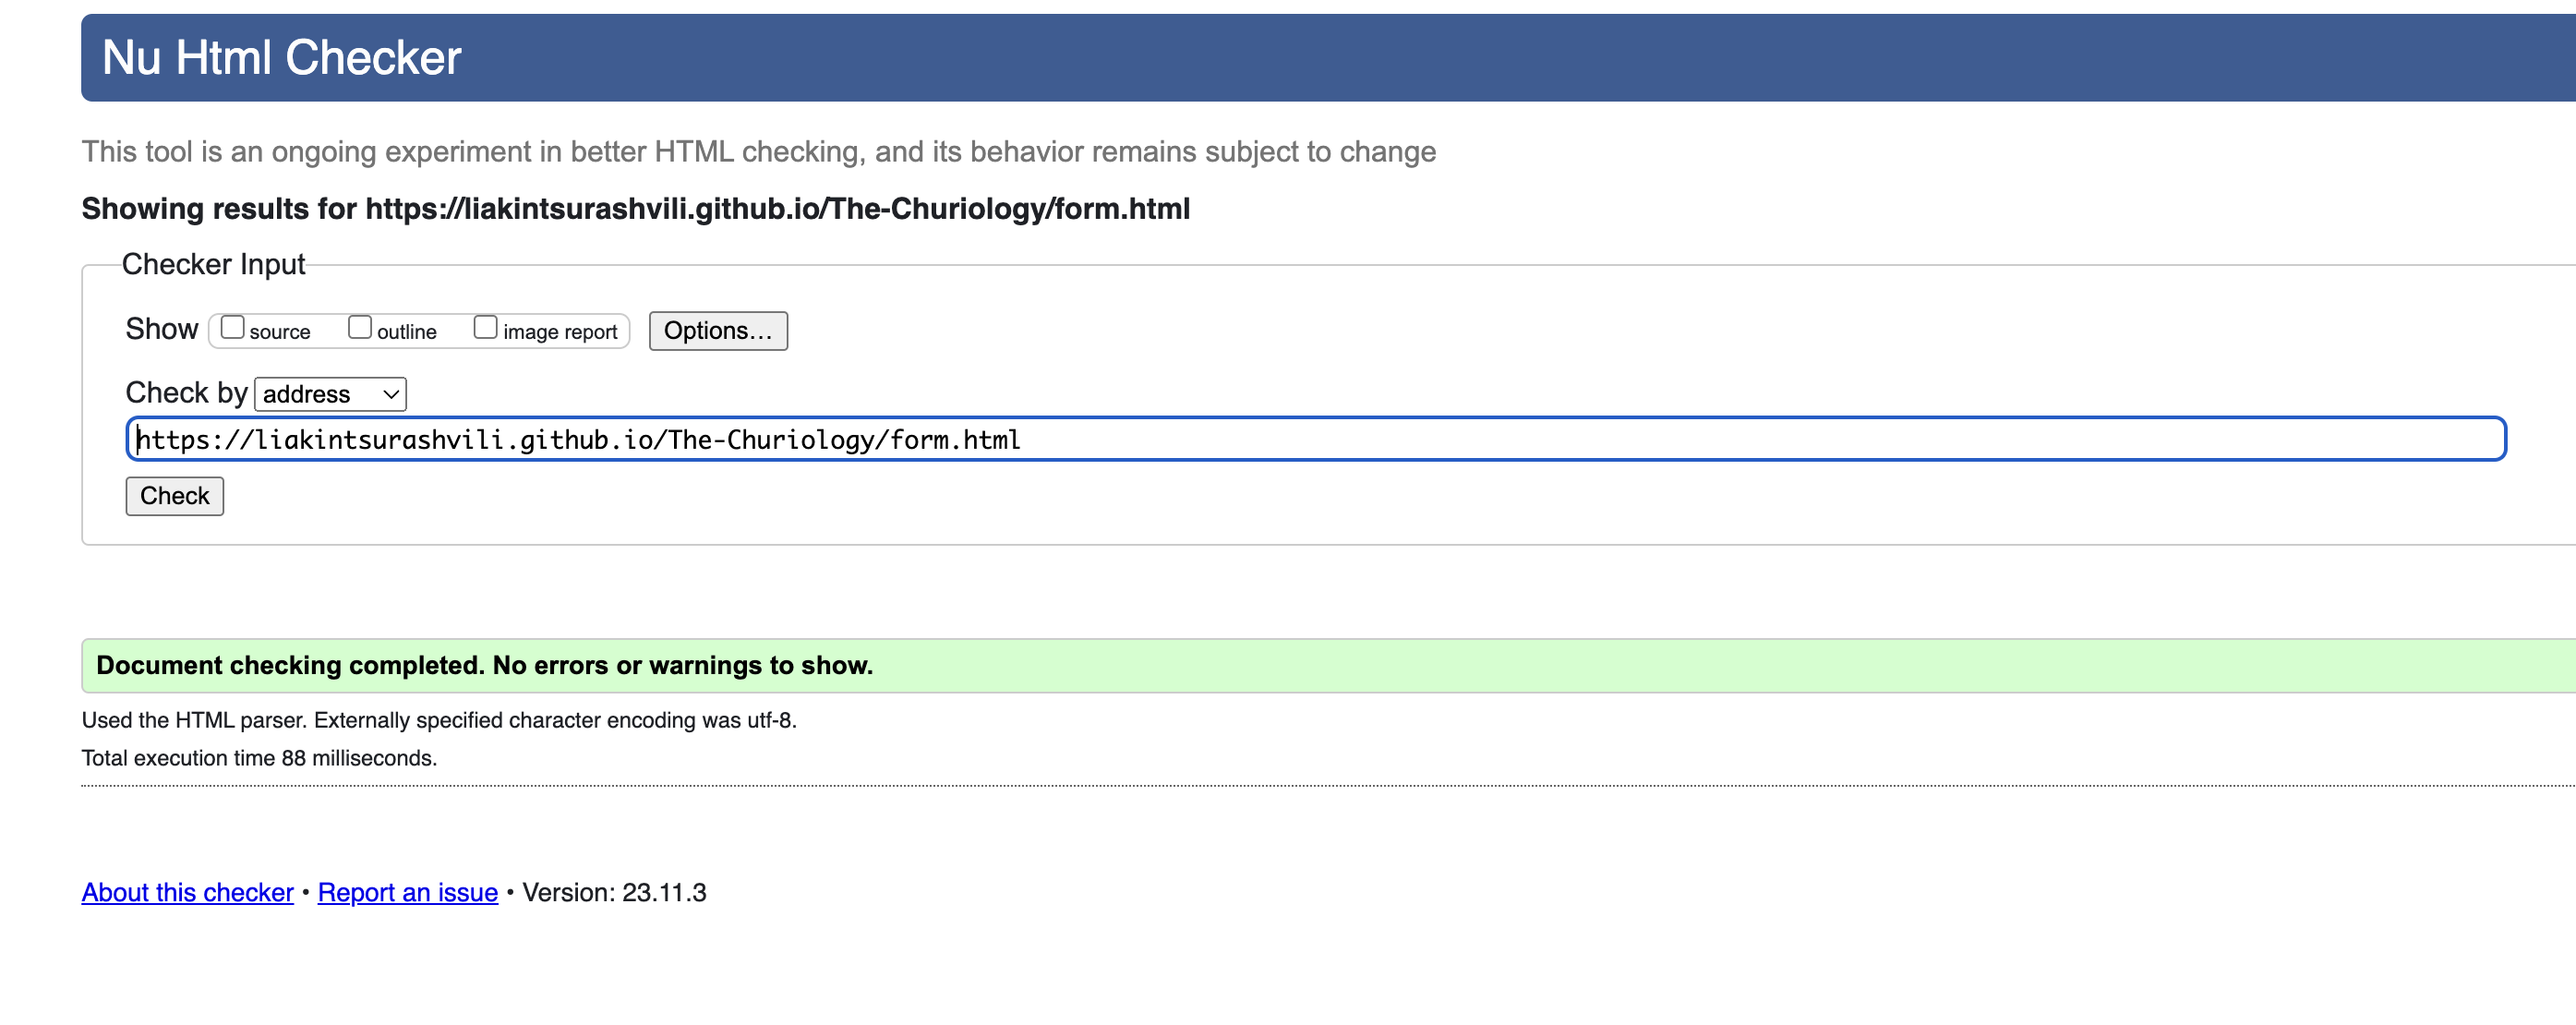 Nu Html Checker
This tool is an ongoing experiment in better HTML checking, and its behavior remains subject to change
Showing results for https://liakintsurashvili.github.io/The-Churiology/form.html
Checker Input
Show source outline image report Options...
Check by address
https://liakintsurashvili.github.io/The-Churiology/form.html
Check
Document checking completed. No errors or warnings to show.
Used the HTML parser. Externally specified character encoding was utf-8.
Total execution time 88 milliseconds.
About this checker • Report an issue • Version: 23.11.3